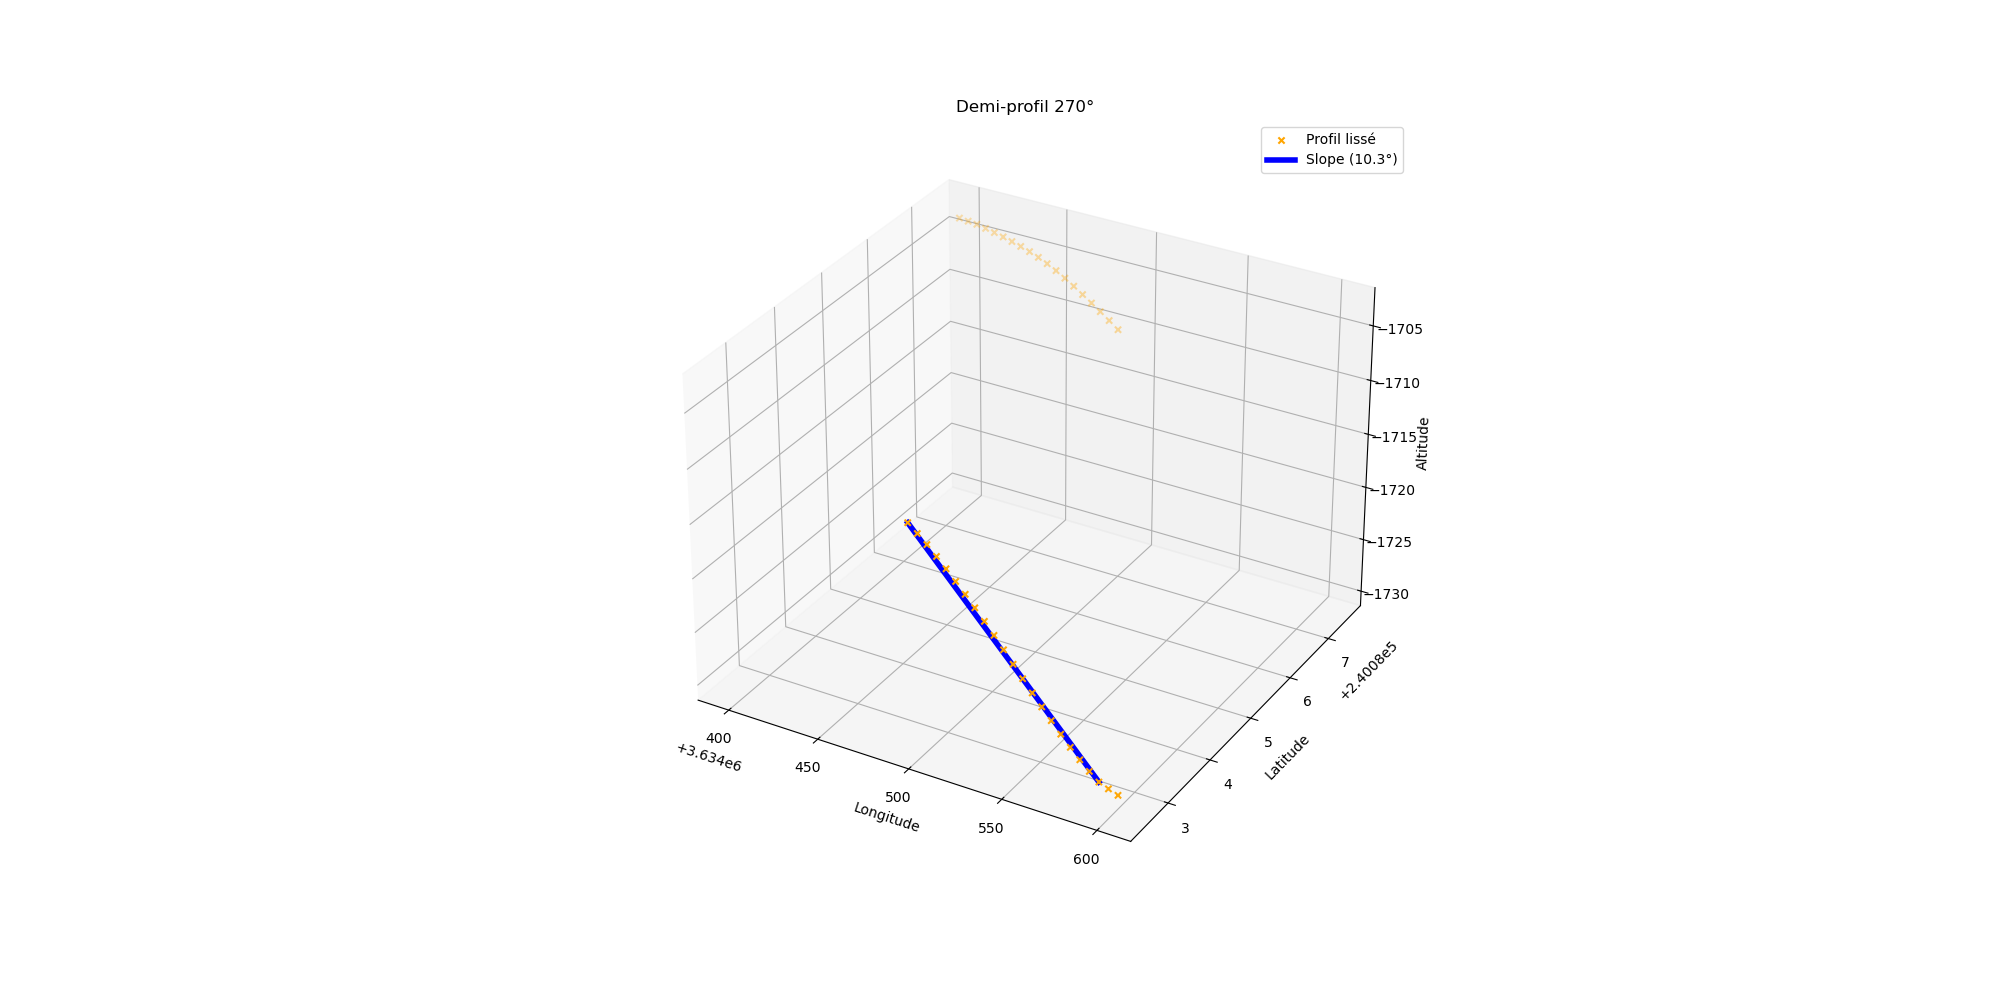 Demi-profil 270°
Profil lissé
Slope (10.3°)
−1705
−1710
−1715
−1720
−1725
−1730
Altitude
7
6
5
4
3
+2.4008e5
Latitude
400
450
500
550
600
+3.634e6
Longitude